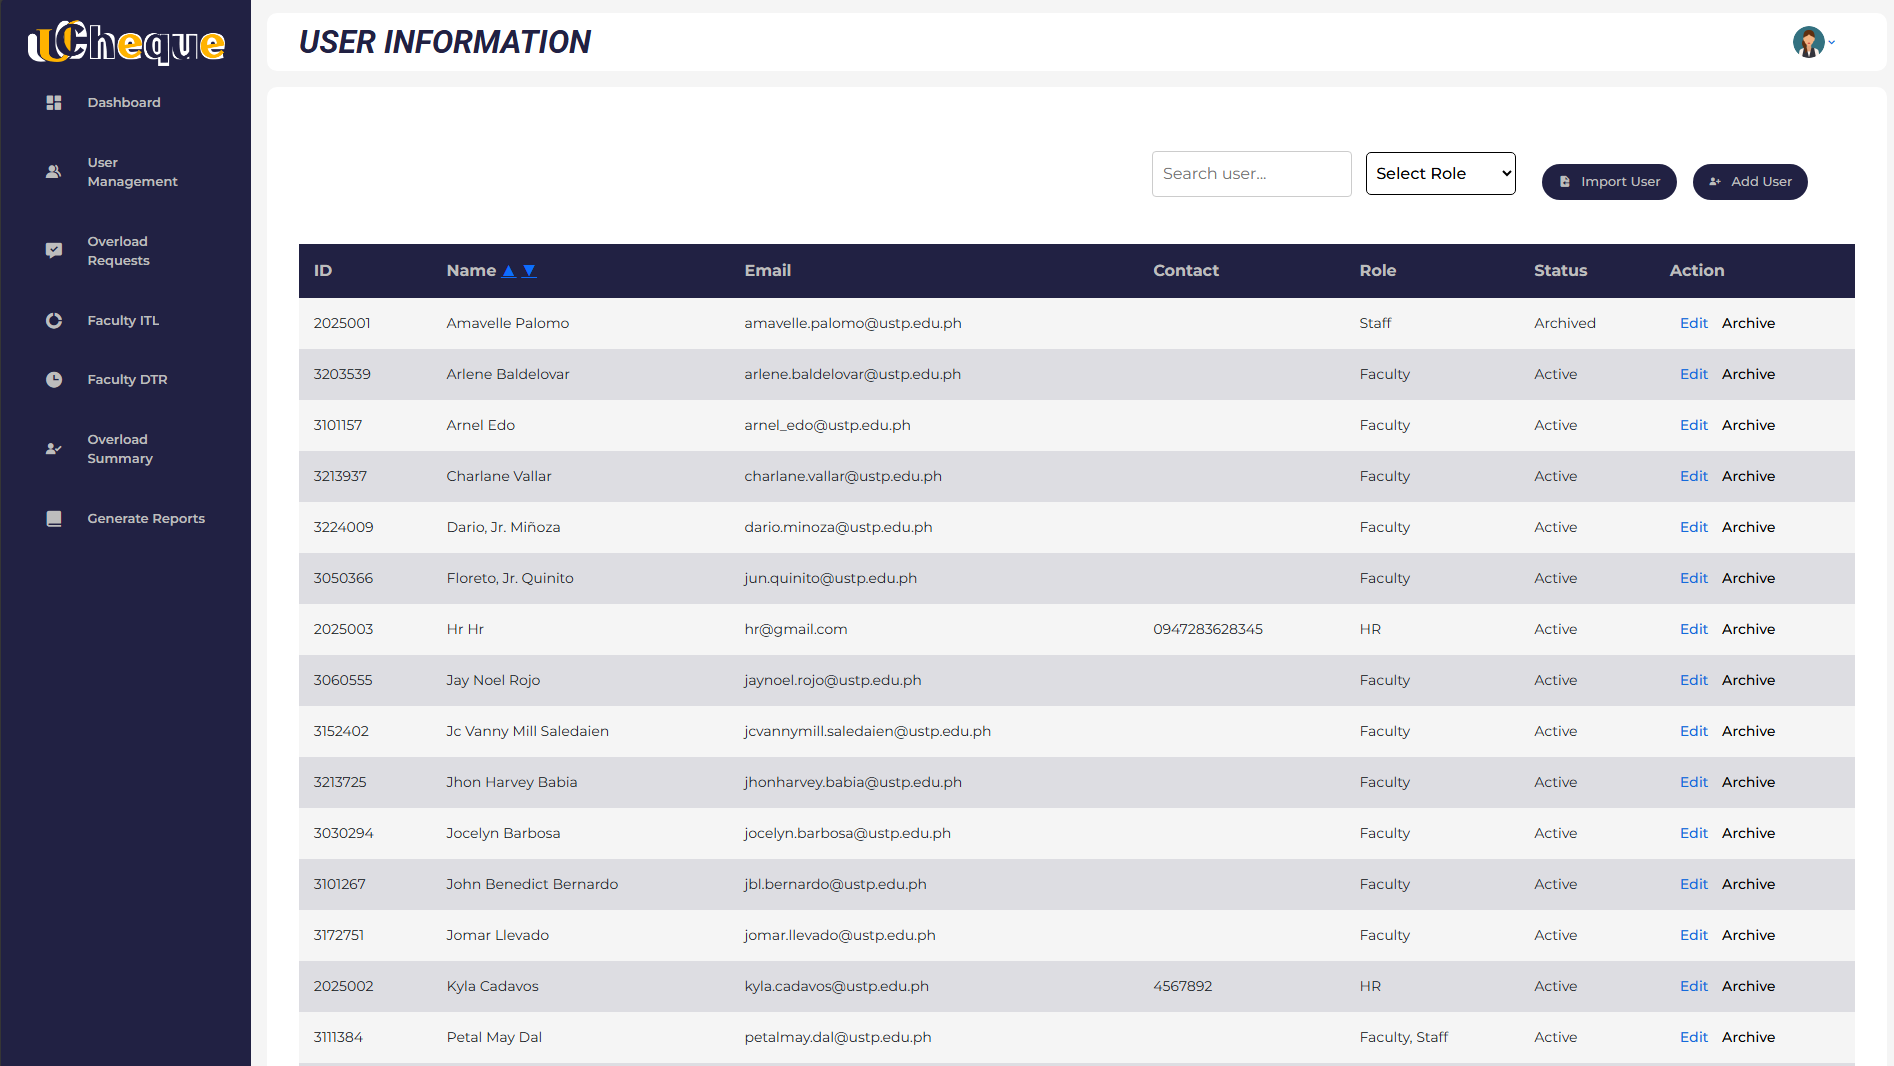 UCheque
USER INFORMATION
Dashboard
User
Management
Overload
Requests
Faculty ITL
Faculty DTR
Overload
Summary
Generate Reports
Search user...
Select Role
Import User
Add User
ID Name ▲ ▼ Email Contact Role Status Action
2025001 Amavelle Palomo amavelle.palomo@ustp.edu.ph Staff Archived Edit Archive
3203539 Arlene Baldelovar arlene.baldelovar@ustp.edu.ph Faculty Active Edit Archive
3101157 Arnel Edo arnel_edo@ustp.edu.ph Faculty Active Edit Archive
3213937 Charlane Vallar charlane.vallar@ustp.edu.ph Faculty Active Edit Archive
3224009 Dario, Jr. Miñoza dario.minoza@ustp.edu.ph Faculty Active Edit Archive
3050366 Floreto, Jr. Quinito jun.quinito@ustp.edu.ph Faculty Active Edit Archive
2025003 Hr Hr hr@gmail.com 0947283628345 HR Active Edit Archive
3060555 Jay Noel Rojo jaynoel.rojo@ustp.edu.ph Faculty Active Edit Archive
3152402 Jc Vanny Mill Saledaien jcvannymill.saledaien@ustp.edu.ph Faculty Active Edit Archive
3213725 Jhon Harvey Babia jhonharvey.babia@ustp.edu.ph Faculty Active Edit Archive
3030294 Jocelyn Barbosa jocelyn.barbosa@ustp.edu.ph Faculty Active Edit Archive
3101267 John Benedict Bernardo jbl.bernardo@ustp.edu.ph Faculty Active Edit Archive
3172751 Jomar Llevado jomar.llevado@ustp.edu.ph Faculty Active Edit Archive
2025002 Kyla Cadavos kyla.cadavos@ustp.edu.ph 4567892 HR Active Edit Archive
3111384 Petal May Dal petalmay.dal@ustp.edu.ph Faculty, Staff Active Edit Archive